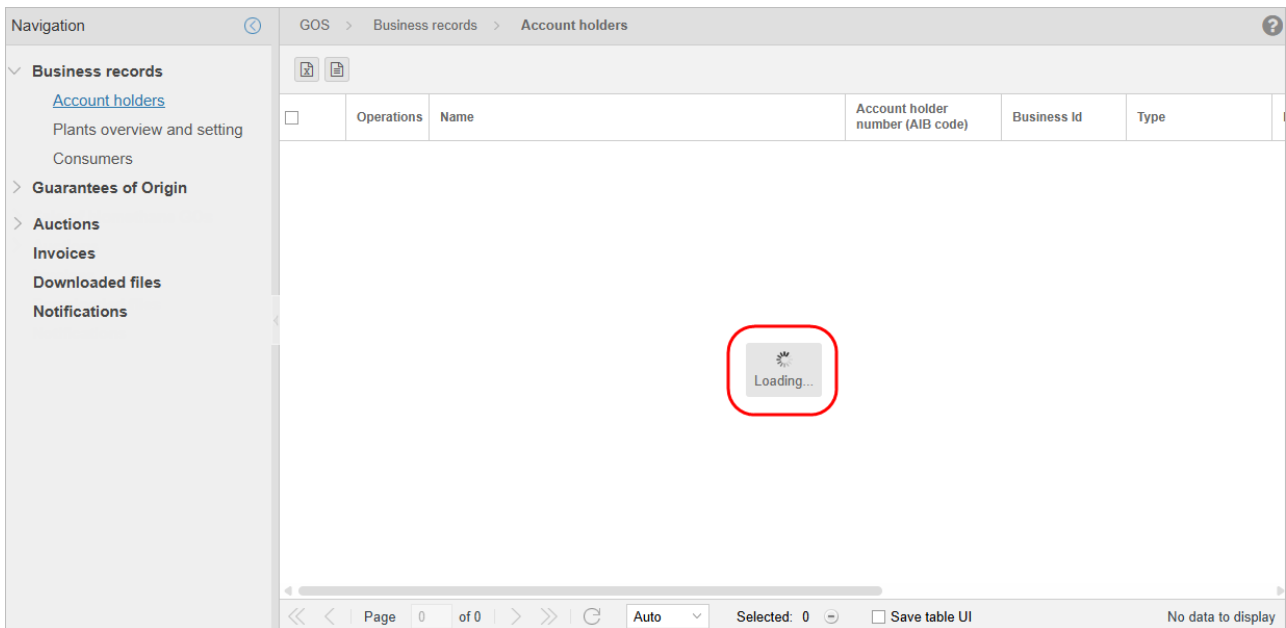 Navigation
GOS > Business records > Account holders
Business records
Account holders
Plants overview and setting
Consumers
Guarantees of Origin
Auctions
Invoices
Downloaded files
Notifications
Operations
Name
Account holder
number (AIB code)
Business Id
Type
Loading...
Page 0 of 0
Auto
Selected: 0
Save table UI
No data to display